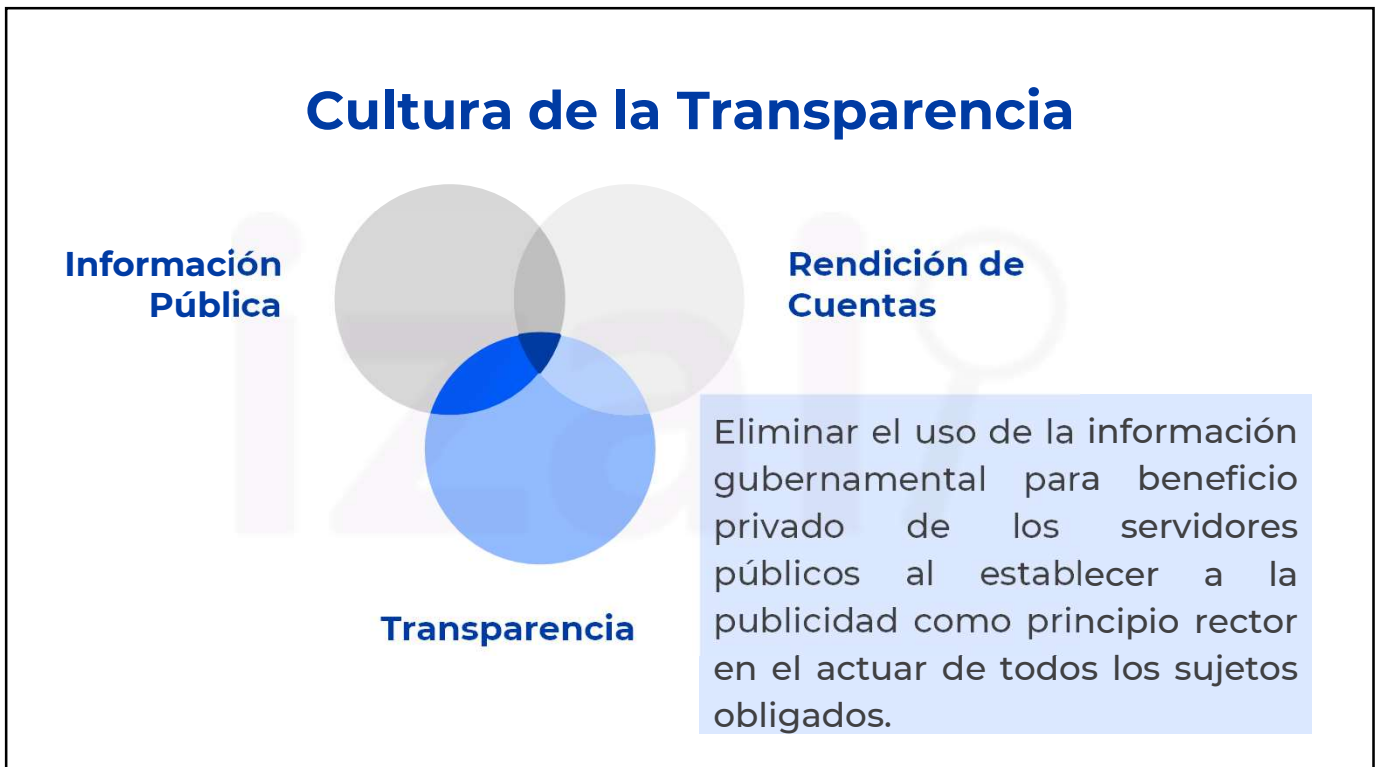 Cultura de la Transparencia
Información
Pública
Rendición de
Cuentas
Transparencia
Eliminar el uso de la información
gubernamental para beneficio
privado de los servidores
públicos al establecer a la
publicidad como principio rector
en el actuar de todos los sujetos
obligados.
izai